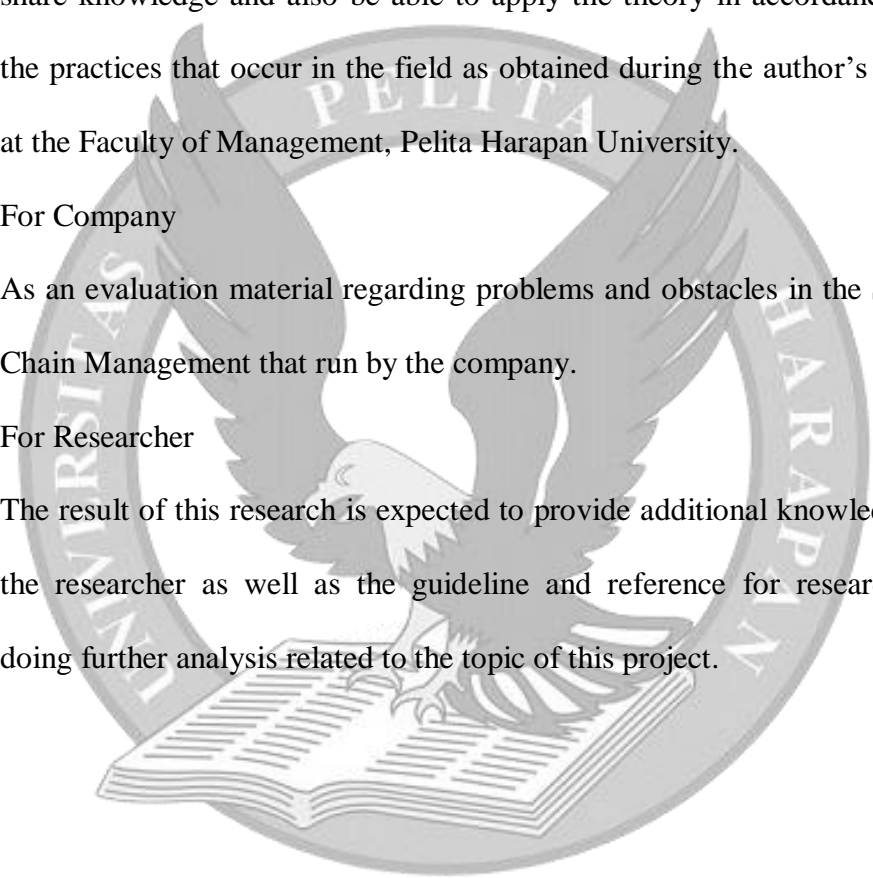 share knowledge and also be able to apply the theory in accordan
the practices that occur in the field as obtained during the author's
at the Faculty of Management, Pelita Harapan University.
For Company
As an evaluation material regarding problems and obstacles in the
Chain Management that run by the company.
For Researcher
The result of this research is expected to provide additional knowle
the researcher as well as the guideline and reference for resear
doing further analysis related to the topic of this project.
UNIVERSITAS PELITA HARAPAN